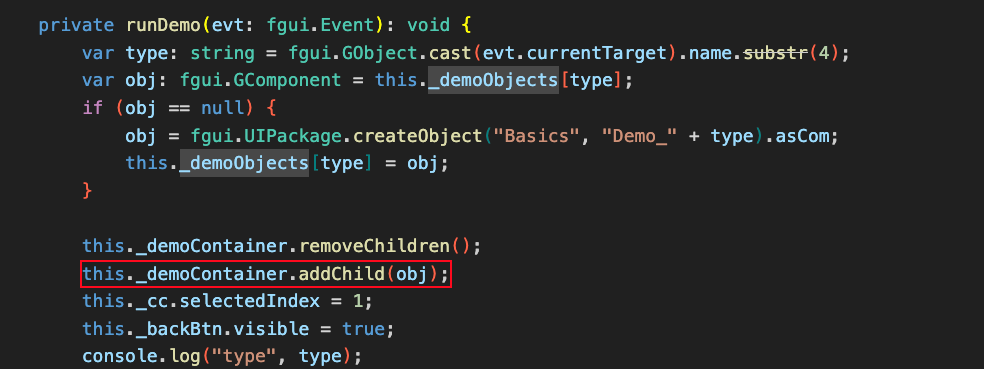 private runDemo(evt: fgui.Event): void {
var type: string = fgui.GObject.cast(evt.currentTarget).name.substr(4);
var obj: fgui.GComponent = this._demoObjects[type];
if (obj == null) {
obj = fgui.UIPackage.createObject("Basics", "Demo_" + type).asCom;
this._demoObjects[type] = obj;
}
this._demoContainer.removeChildren();
this._demoContainer.addChild(obj);
this._cc.selectedIndex = 1;
this._backBtn.visible = true;
console.log("type", type);